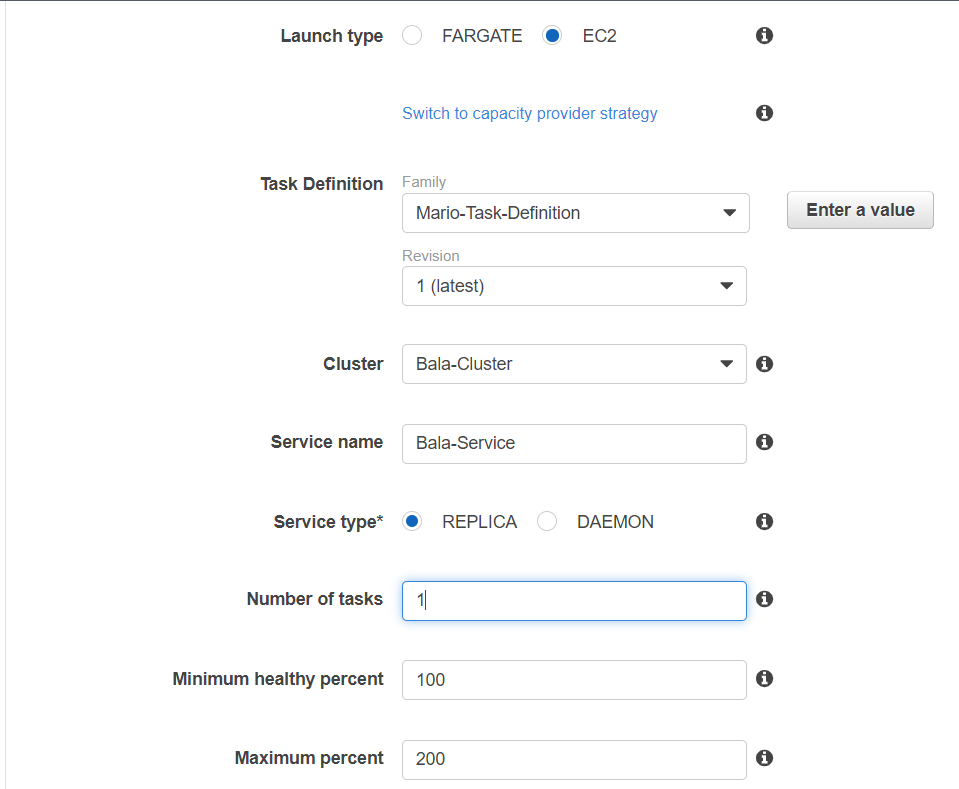 Launch type FARGATE EC2
Switch to capacity provider strategy
Task Definition Family
Mario-Task-Definition Enter a value
Revision
1 (latest)
Cluster Bala-Cluster
Service name Bala-Service
Service type* REPLICA DAEMON
Number of tasks 1
Minimum healthy percent 100
Maximum percent 200